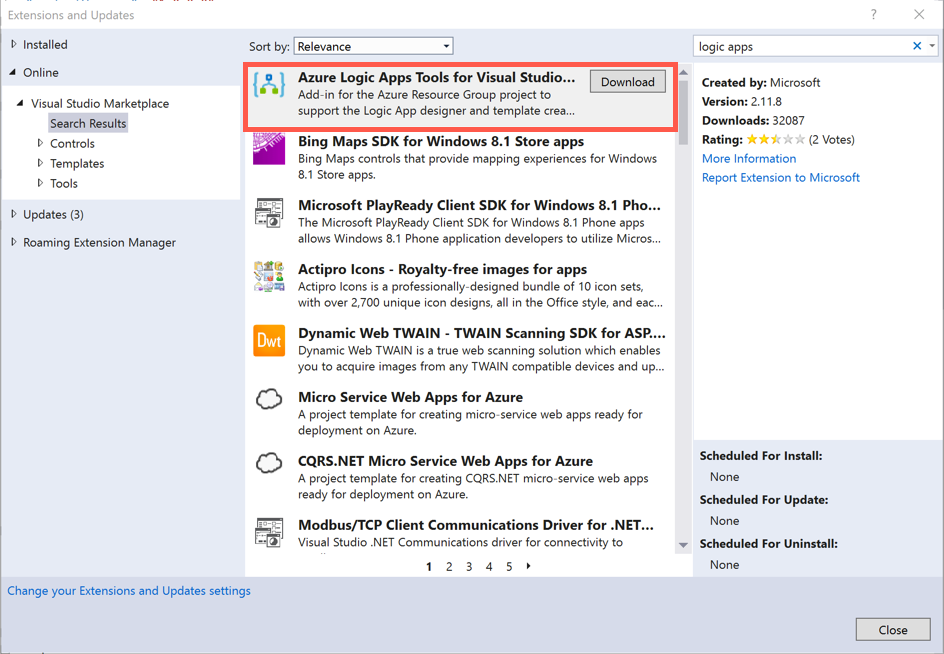 Extensions and Updates
?
Installed
Online
Visual Studio Marketplace
Search Results
Controls
Templates
Tools
Updates (3)
Roaming Extension Manager
Sort by: Relevance
Azure Logic Apps Tools for Visual Studio...
Download
Add-in for the Azure Resource Group project to
support the Logic App designer and template crea...
Bing Maps SDK for Windows 8.1 Store apps
Bing Maps controls that provide mapping experiences for Windows
8.1 Store apps.
Microsoft PlayReady Client SDK for Windows 8.1 Pho...
The Microsoft PlayReady Client SDK for Windows 8.1 Phone apps
allows Windows 8.1 Phone application developers to utilize Micros...
Actipro Icons - Royalty-free images for apps
Actipro Icons is a professionally-designed bundle of 10 icon sets,
with over 2,700 unique icon designs, all in the Office style, and eac...
Dwt
Dynamic Web TWAIN - TWAIN Scanning SDK for ASP....
Dynamic Web TWAIN is a true web scanning solution which enables
you to acquire images from any TWAIN compatible devices and up...
Micro Service Web Apps for Azure
A project template for creating micro-service web apps ready for
deployment on Azure.
CQRS.NET Micro Service Web Apps for Azure
A project template for creating CQRS.NET micro-service web apps
ready for deployment on Azure.
Modbus/TCP Client Communications Driver for .NET...
Visual Studio .NET Communications driver for connectivity to
1 2 3 4 5
logic apps
Created by: Microsoft
Version: 2.11.8
Downloads: 32087
Rating: (2 Votes)
More Information
Report Extension to Microsoft
Scheduled For Install:
None
Scheduled For Update:
None
Scheduled For Uninstall:
None
Change your Extensions and Updates settings
Close